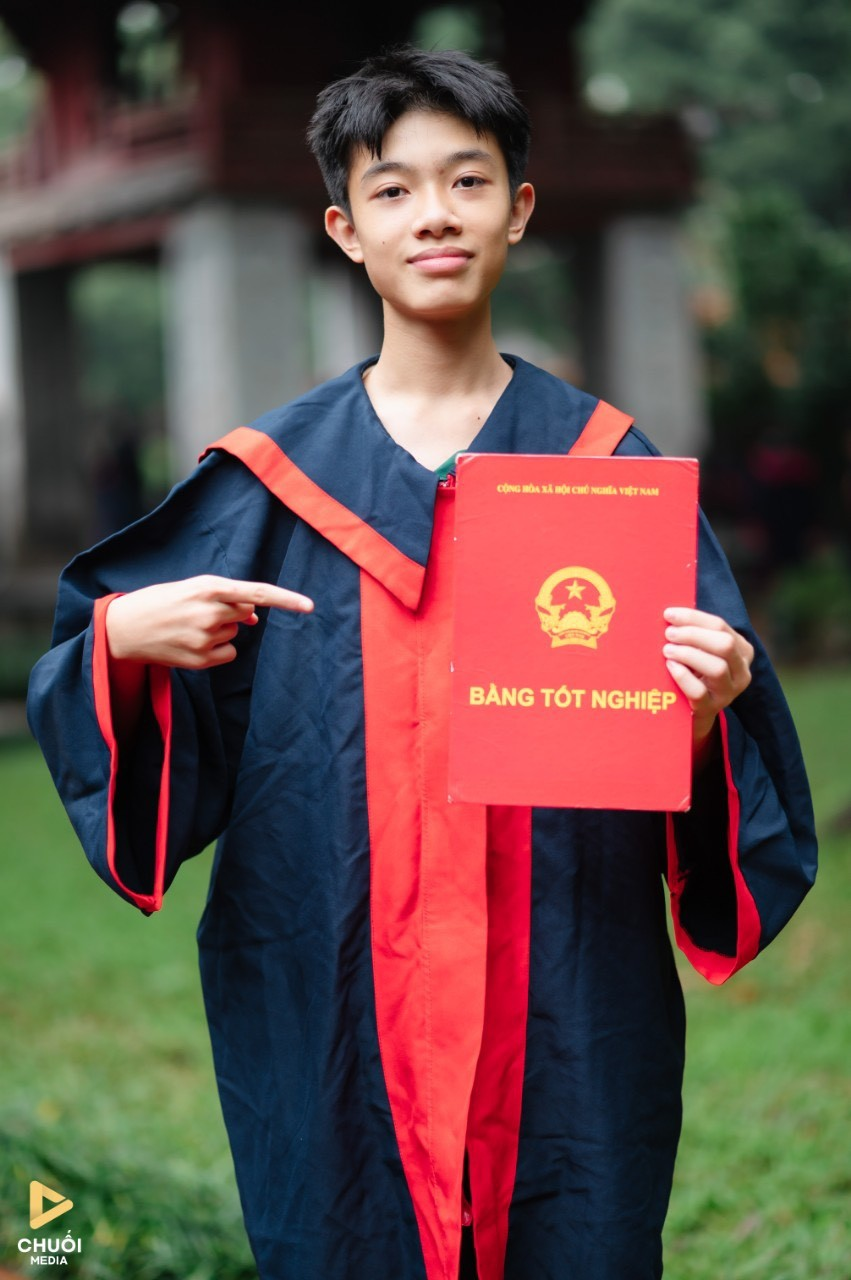 CỘNG HÒA XÃ HỘI CHỦ NGHĨA VIỆT NAM
BẰNG TỐT NGHIỆP
CHUỐI
MEDIA